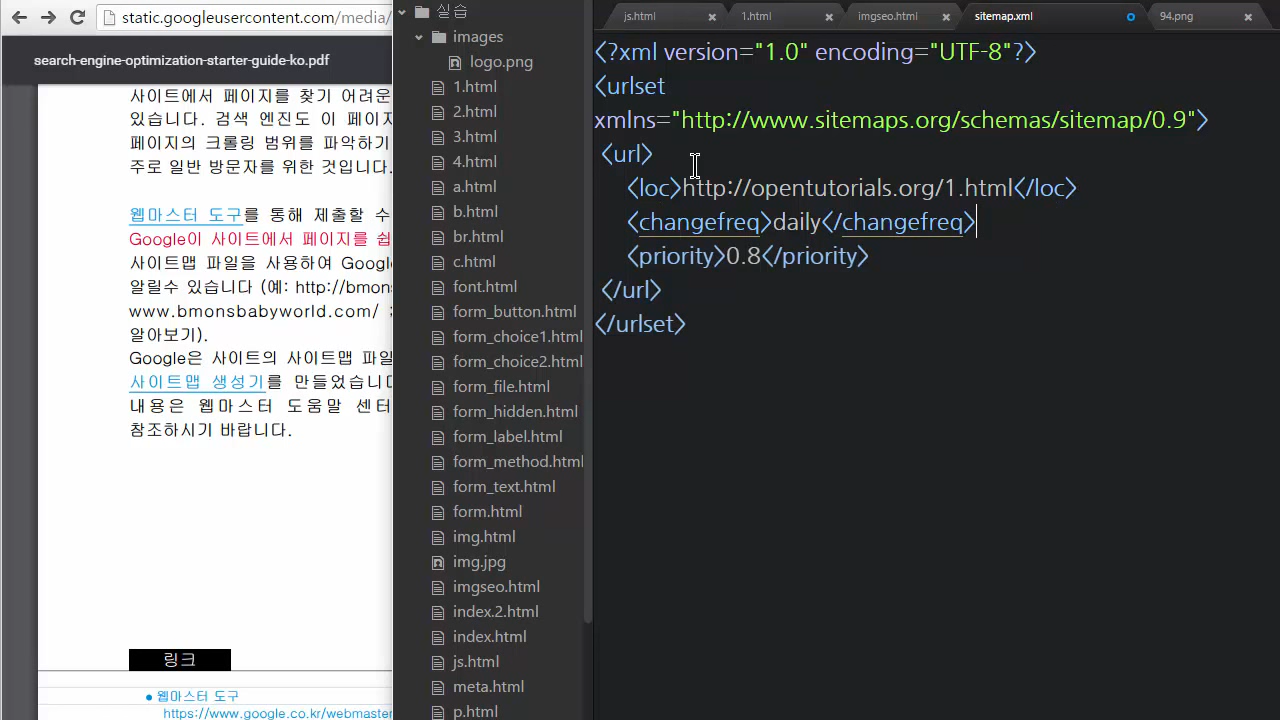 static.googleusercontent.com/media/
search-engine-optimization-starter-guide-ko.pdf
사이트에서 페이지를 찾기 어려운
있습니다. 검색 엔진도 이 페이지
페이지의 크롤링 범위를 파악하기
주로 일반 방문자를 위한 것입니다.
웹마스터 도구를 통해 제출할 수
Google이 사이트에서 페이지를 쉽
사이트맵 파일을 사용하여 Google
알릴수 있습니다 (예: http://bmons
www.bmonsbabyworld.com/
알아보기).
Google은 사이트의 사이트맵 파일
사이트맵 생성기를 만들었습니다
내용은 웹마스터 도움말 센터
참조하시기 바랍니다.
링크
● 웹마스터 도구
https://www.google.co.kr/webmaster
실습
images
logo.png
1.html
2.html
3.html
4.html
a.html
b.html
br.html
c.html
font.html
form_button.html
form_choice1.html
form_choice2.html
form_file.html
form_hidden.html
form_label.html
form_method.html
form_text.html
form.html
img.html
img.jpg
imgseo.html
index.2.html
index.html
js.html
meta.html
p.html
js.html 1.html imgseo.html sitemap.xml 94.png
<?xml version="1.0" encoding="UTF-8"?>
<urlset
xmlns="http://www.sitemaps.org/schemas/sitemap/0.9">
<url>
<loc>http://opentutorials.org/1.html</loc>
<changefreq>daily</changefreq>
<priority>0.8</priority>
</url>
</urlset>